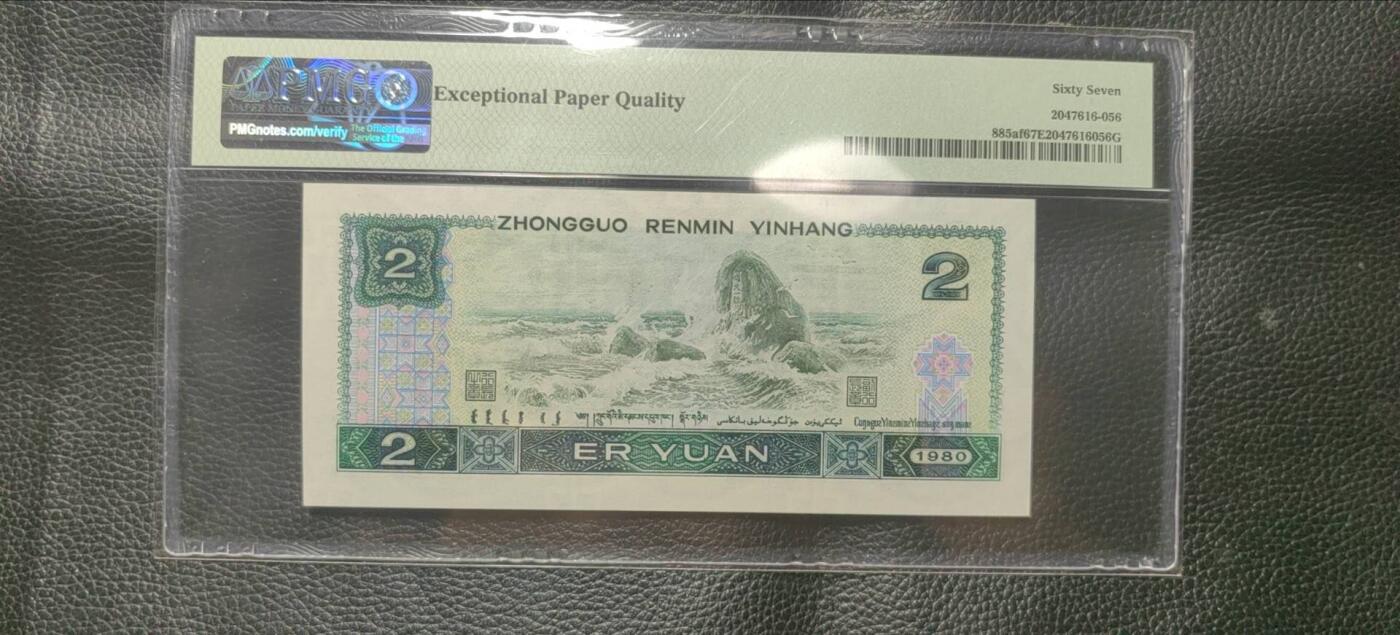 PMG
PMGnotes.com/verify
The Official Grading
Service of the
Exceptional Paper Quality
Sixty Seven
2047616-056
885af67E2047616056G
ZHONGGUO RENMIN YINHANG
2
2
2
ER YUAN
1980